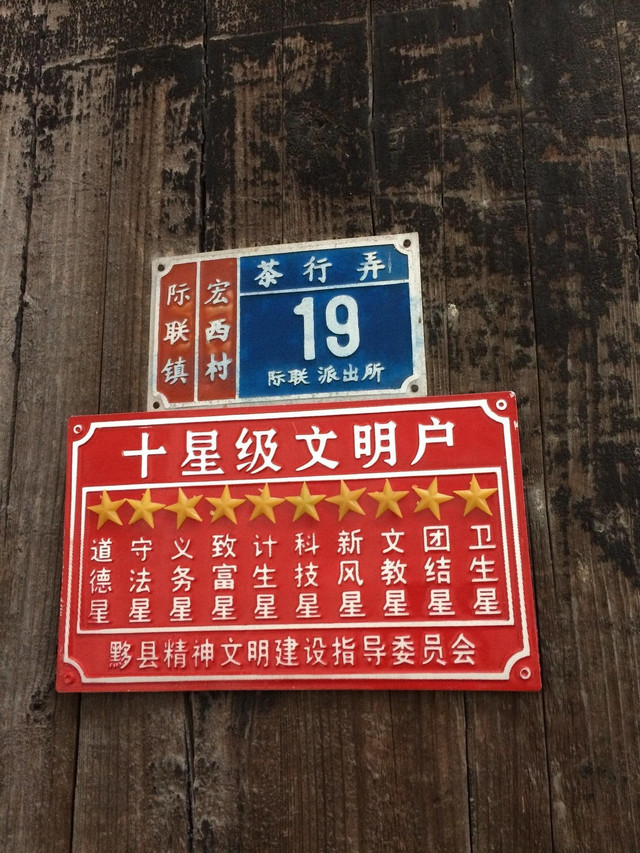 际联镇
宏西村
茶行弄
19
际联派出所
十星级文明户
道德星
守法星
义务星
致富星
计生星
科技星
新风星
文教星
团结星
卫生星
黟县精神文明建设指导委员会